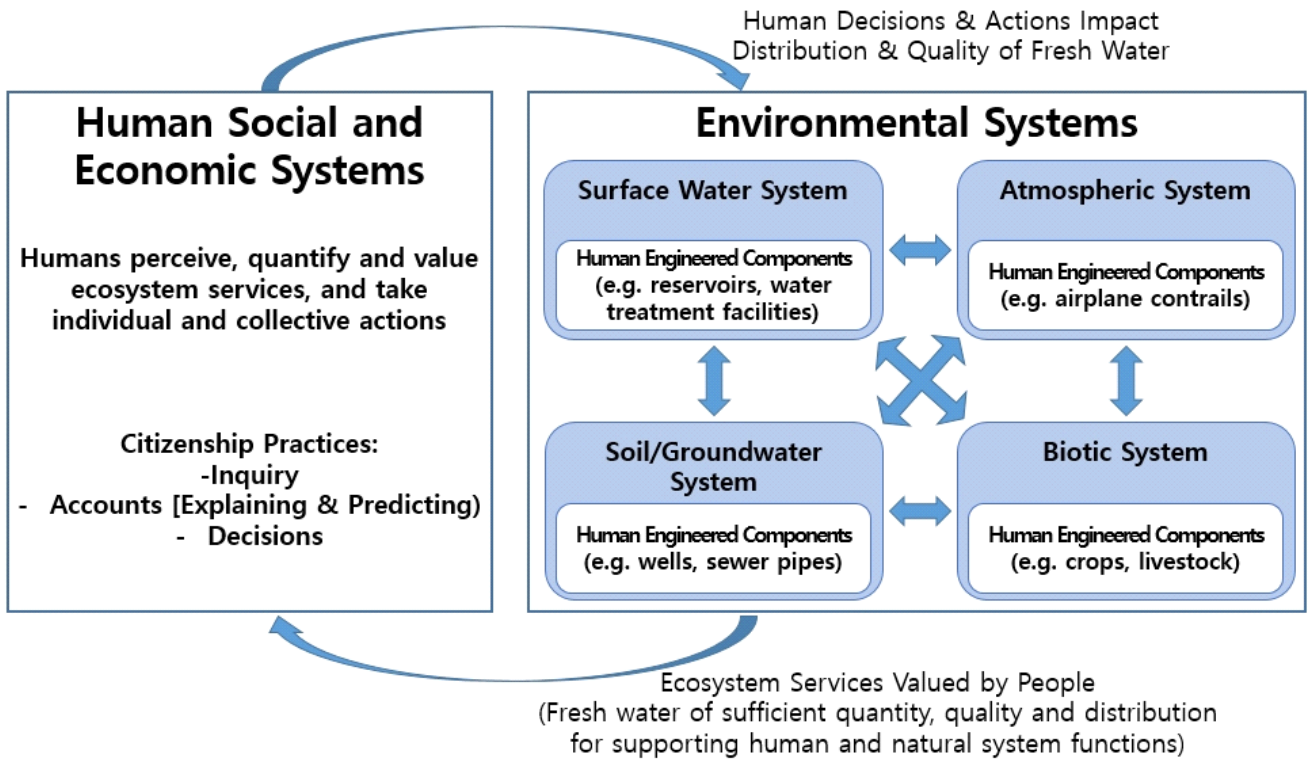 Human Decisions & Actions Impact
Distribution & Quality of Fresh Water
Human Social and
Economic Systems
Humans perceive, quantify and value
ecosystem services, and take
individual and collective actions
Citizenship Practices:
-Inquiry
- Accounts [Explaining & Predicting)
- Decisions
Environmental Systems
Surface Water System
Human Engineered Components
(e.g. reservoirs, water
treatment facilities)
Atmospheric System
Human Engineered Components
(e.g. airplane contrails)
Soil/Groundwater
System
Human Engineered Components
(e.g. wells, sewer pipes)
Biotic System
Human Engineered Components
(e.g. crops, livestock)
Ecosystem Services Valued by People
(Fresh water of sufficient quantity, quality and distribution
for supporting human and natural system functions)